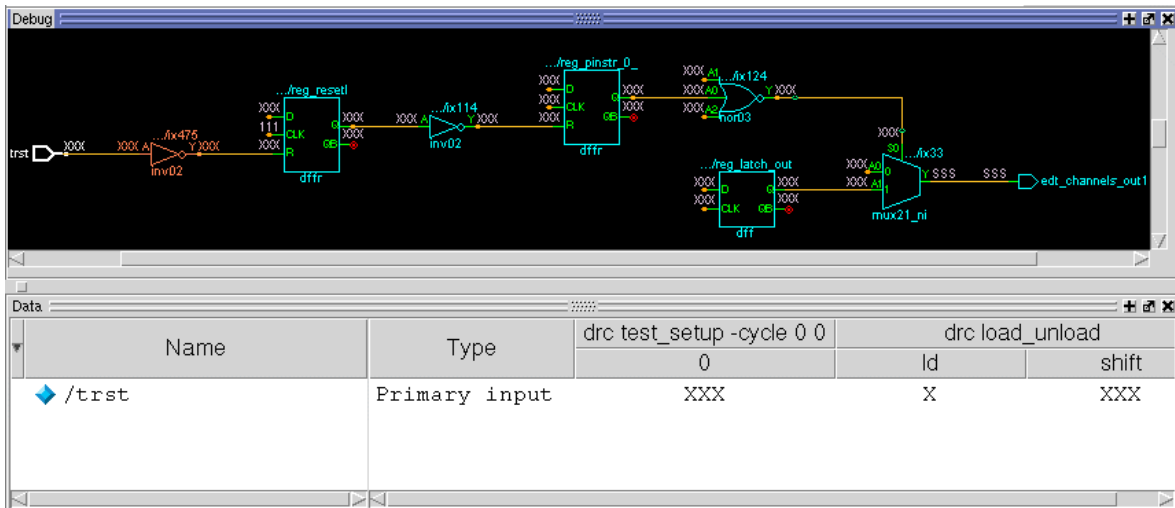 Debug
.../reg_pinstr_0_
XXX A1 .../ix124
XXX D XXX A0 Y XXX
.../reg_resetl XXX CLK Q XXX XXX A2
XXX D .../ix114 XXX R QB XXX nor03
.../ix475 111 CLK Q XXX XXX A Y XXX dffr XXX
trst XXX XXX A Y XXX XXX R QB XXX inv02 S0 .../ix33
inv02 dffr .../reg_latch_out XXX A0 0 Y SSS SSS edt_channels_out1
XXX D Q XXX XXX A1 1
XXX CLK QB XXX mux21_ni
dff
Data
Name Type drc test_setup -cycle 0 0 drc load_unload
0 ld shift
/trst Primary input XXX X XXX